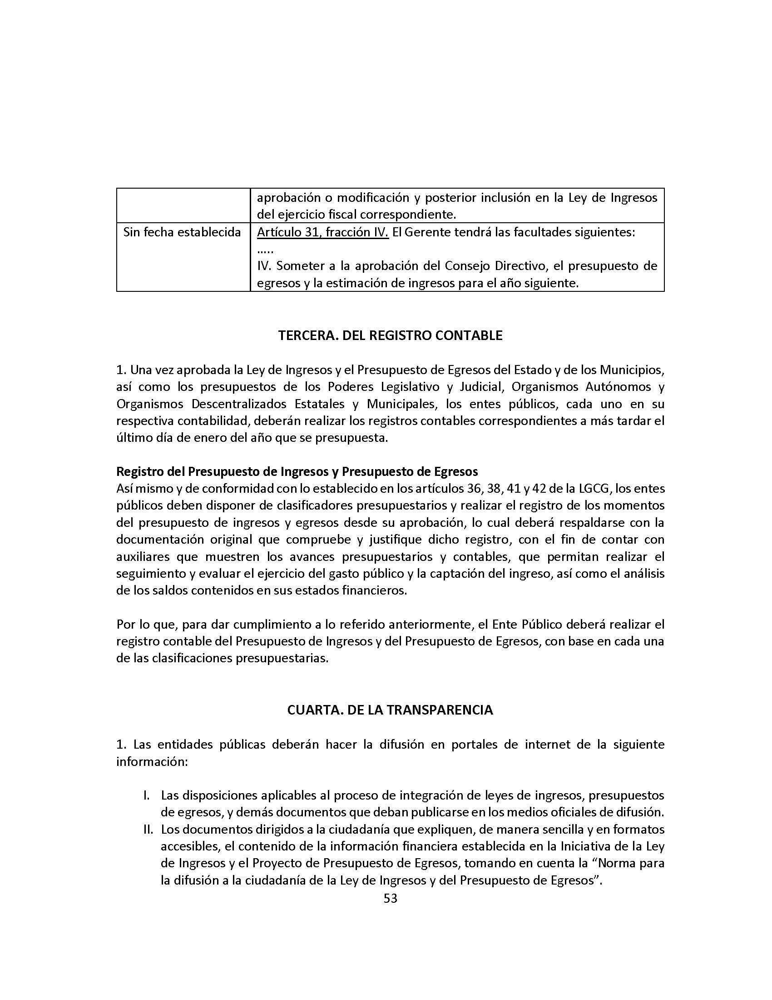 aprobación o modificación y posterior inclusión en la Ley de Ingresos
del ejercicio fiscal correspondiente.
Sin fecha establecida
Artículo 31, fracción IV. El Gerente tendrá las facultades siguientes:
.....
IV. Someter a la aprobación del Consejo Directivo, el presupuesto de
egresos y la estimación de ingresos para el año siguiente.
TERCERA. DEL REGISTRO CONTABLE
1. Una vez aprobada la Ley de Ingresos y el Presupuesto de Egresos del Estado y de los Municipios,
así como los presupuestos de los Poderes Legislativo y Judicial, Organismos Autónomos y
Organismos Descentralizados Estatales y Municipales, los entes públicos, cada uno en su
respectiva contabilidad, deberán realizar los registros contables correspondientes a más tardar el
último día de enero del año que se presupuesta.
Registro del Presupuesto de Ingresos y Presupuesto de Egresos
Así mismo y de conformidad con lo establecido en los artículos 36, 38, 41 y 42 de la LGCG, los entes
públicos deben disponer de clasificadores presupuestarios y realizar el registro de los momentos
del presupuesto de ingresos y egresos desde su aprobación, lo cual deberá respaldarse con la
documentación original que compruebe y justifique dicho registro, con el fin de contar con
auxiliares que muestren los avances presupuestarios y contables, que permitan realizar el
seguimiento y evaluar el ejercicio del gasto público y la captación del ingreso, así como el análisis
de los saldos contenidos en sus estados financieros.
Por lo que, para dar cumplimiento a lo referido anteriormente, el Ente Público deberá realizar el
registro contable del Presupuesto de Ingresos y del Presupuesto de Egresos, con base en cada una
de las clasificaciones presupuestarias.
CUARTA. DE LA TRANSPARENCIA
1. Las entidades públicas deberán hacer la difusión en portales de internet de la siguiente
información:
I. Las disposiciones aplicables al proceso de integración de leyes de ingresos, presupuestos
de egresos, y demás documentos que deban publicarse en los medios oficiales de difusión.
II. Los documentos dirigidos a la ciudadanía que expliquen, de manera sencilla y en formatos
accesibles, el contenido de la información financiera establecida en la Iniciativa de la Ley
de Ingresos y el Proyecto de Presupuesto de Egresos, tomando en cuenta la “Norma para
la difusión a la ciudadanía de la Ley de Ingresos y del Presupuesto de Egresos”.
53